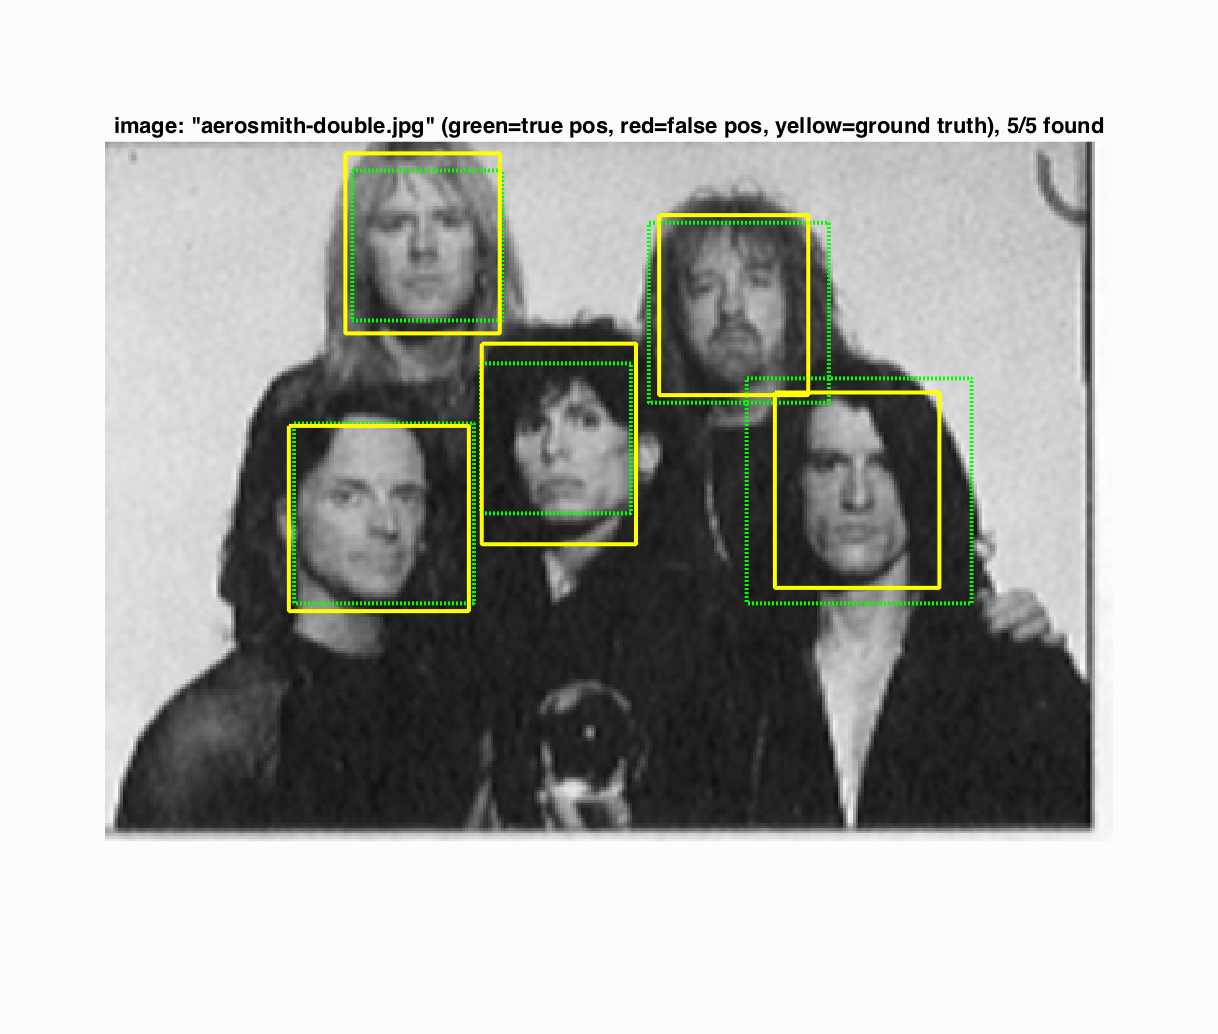 image: "aerosmith-double.jpg" (green=true pos, red=false pos, yellow=ground truth), 5/5 found